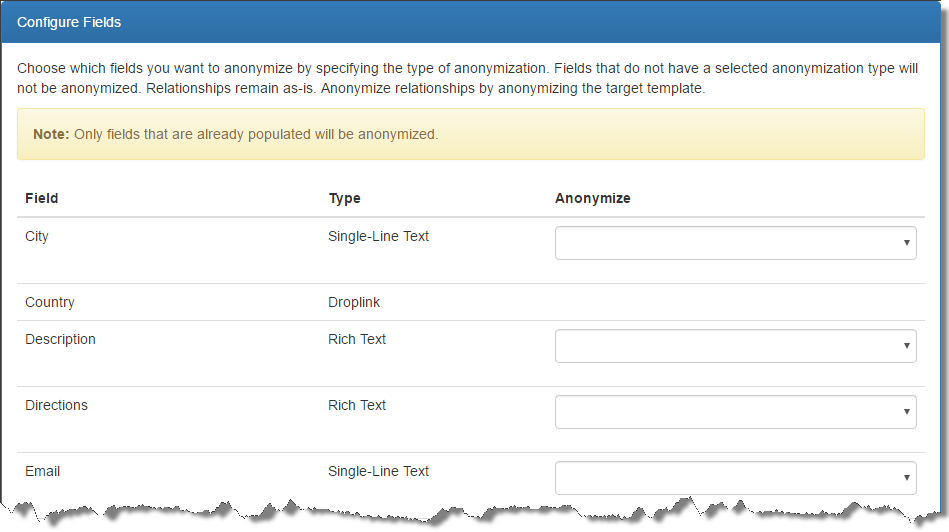 Configure Fields
Choose which fields you want to anonymize by specifying the type of anonymization. Fields that do not have a selected anonymization type will
not be anonymized. Relationships remain as-is. Anonymize relationships by anonymizing the target template.
Note: Only fields that are already populated will be anonymized.
Field Type Anonymize
City Single-Line Text
Country Droplink
Description Rich Text
Directions Rich Text
Email Single-Line Text